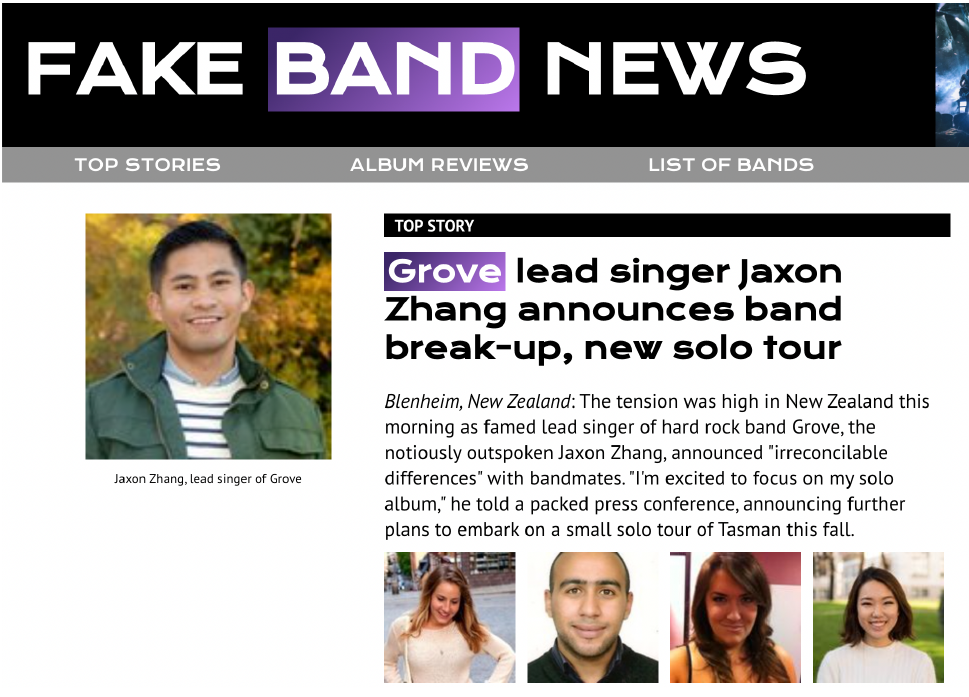 FAKE BAND NEWS
TOP STORIES
ALBUM REVIEWS
LIST OF BANDS
Jaxon Zhang, lead singer of Grove
TOP STORY
Grove lead singer Jaxon
Zhang announces band
break-up, new solo tour
Blenheim, New Zealand: The tension was high in New Zealand this
morning as famed lead singer of hard rock band Grove, the
notiously outspoken Jaxon Zhang, announced "irreconcilable
differences" with bandmates. "I'm excited to focus on my solo
album," he told a packed press conference, announcing further
plans to embark on a small solo tour of Tasman this fall.